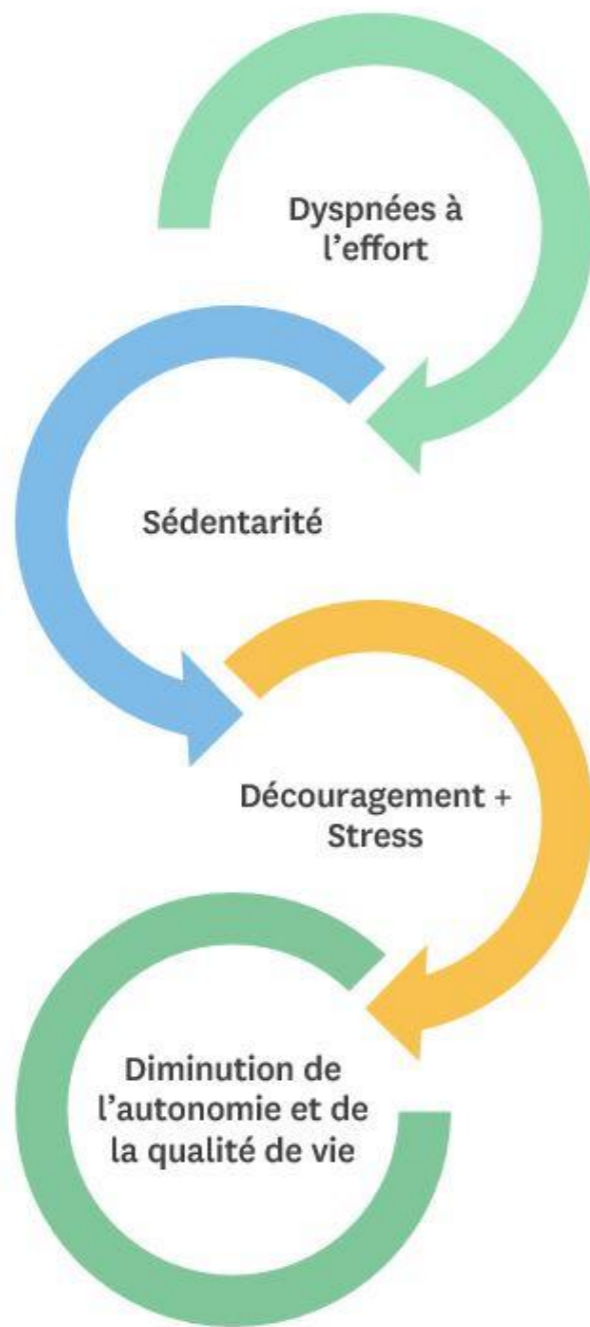 Dyspnées à
l'effort
Sédentarité
Découragement +
Stress
Diminution de
l'autonomie et de
la qualité de vie